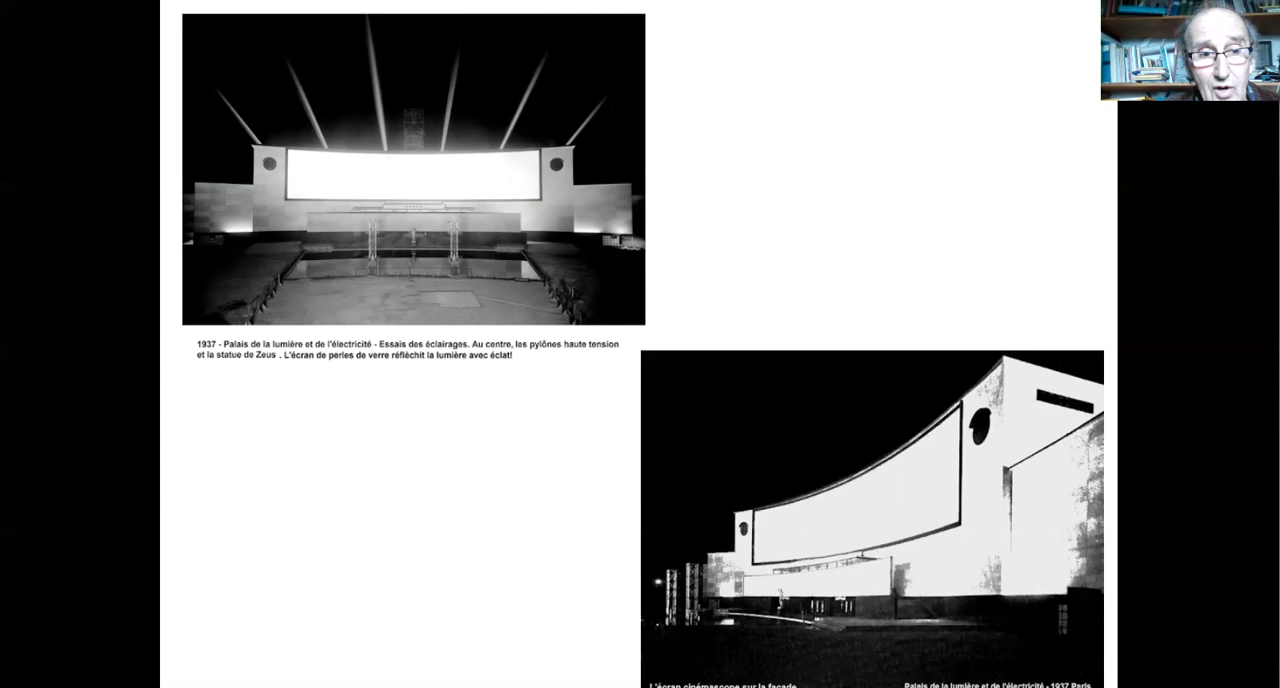 1937 - Palais de la lumière et de l'électricité - Essais des éclairages. Au centre, les pylônes haute tension
et la statue de Zeus . L'écran de perles de verre réfléchit la lumière avec éclat!
L'écran cinémascope sur la façade
Palais de la lumière et de l'électricité - 1937 Paris